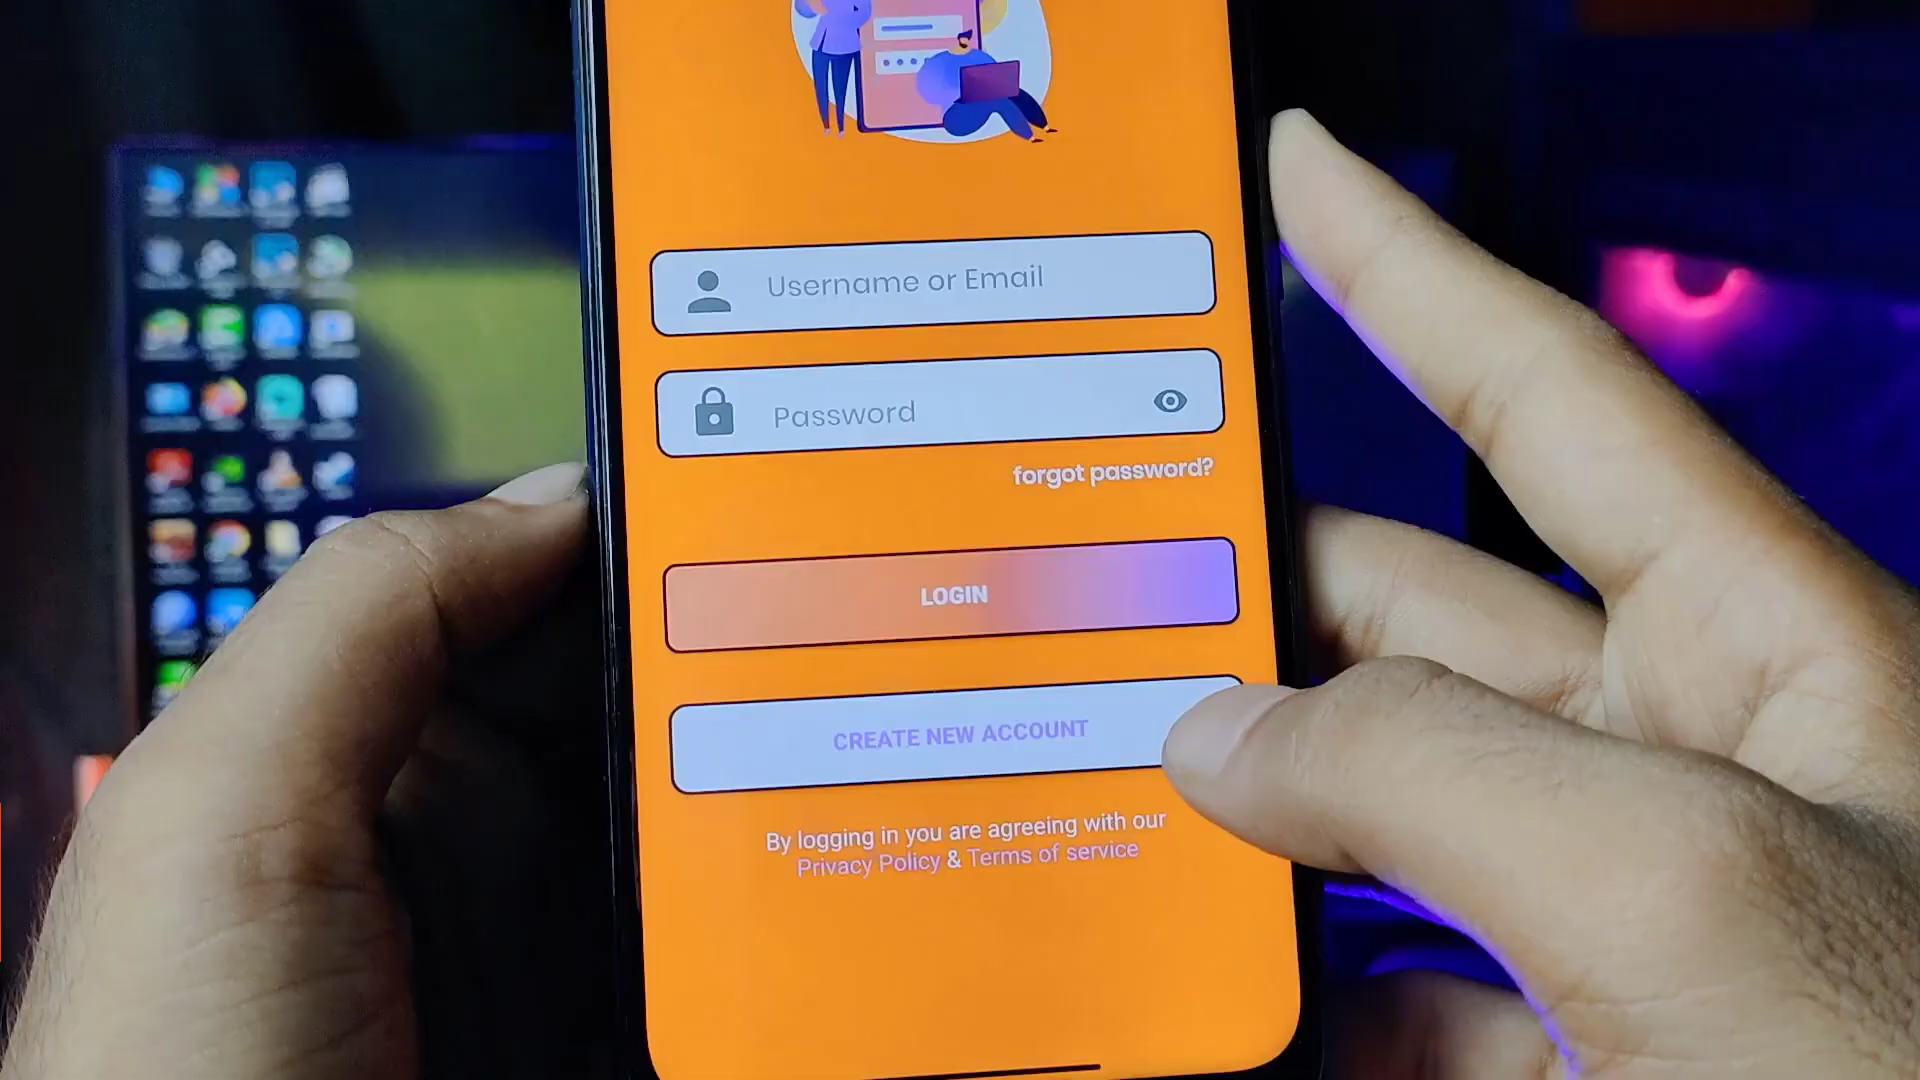 Username or Email
Password
forgot password?
LOGIN
CREATE NEW ACCOUNT
By logging in you are agreeing with our
Privacy Policy & Terms of service